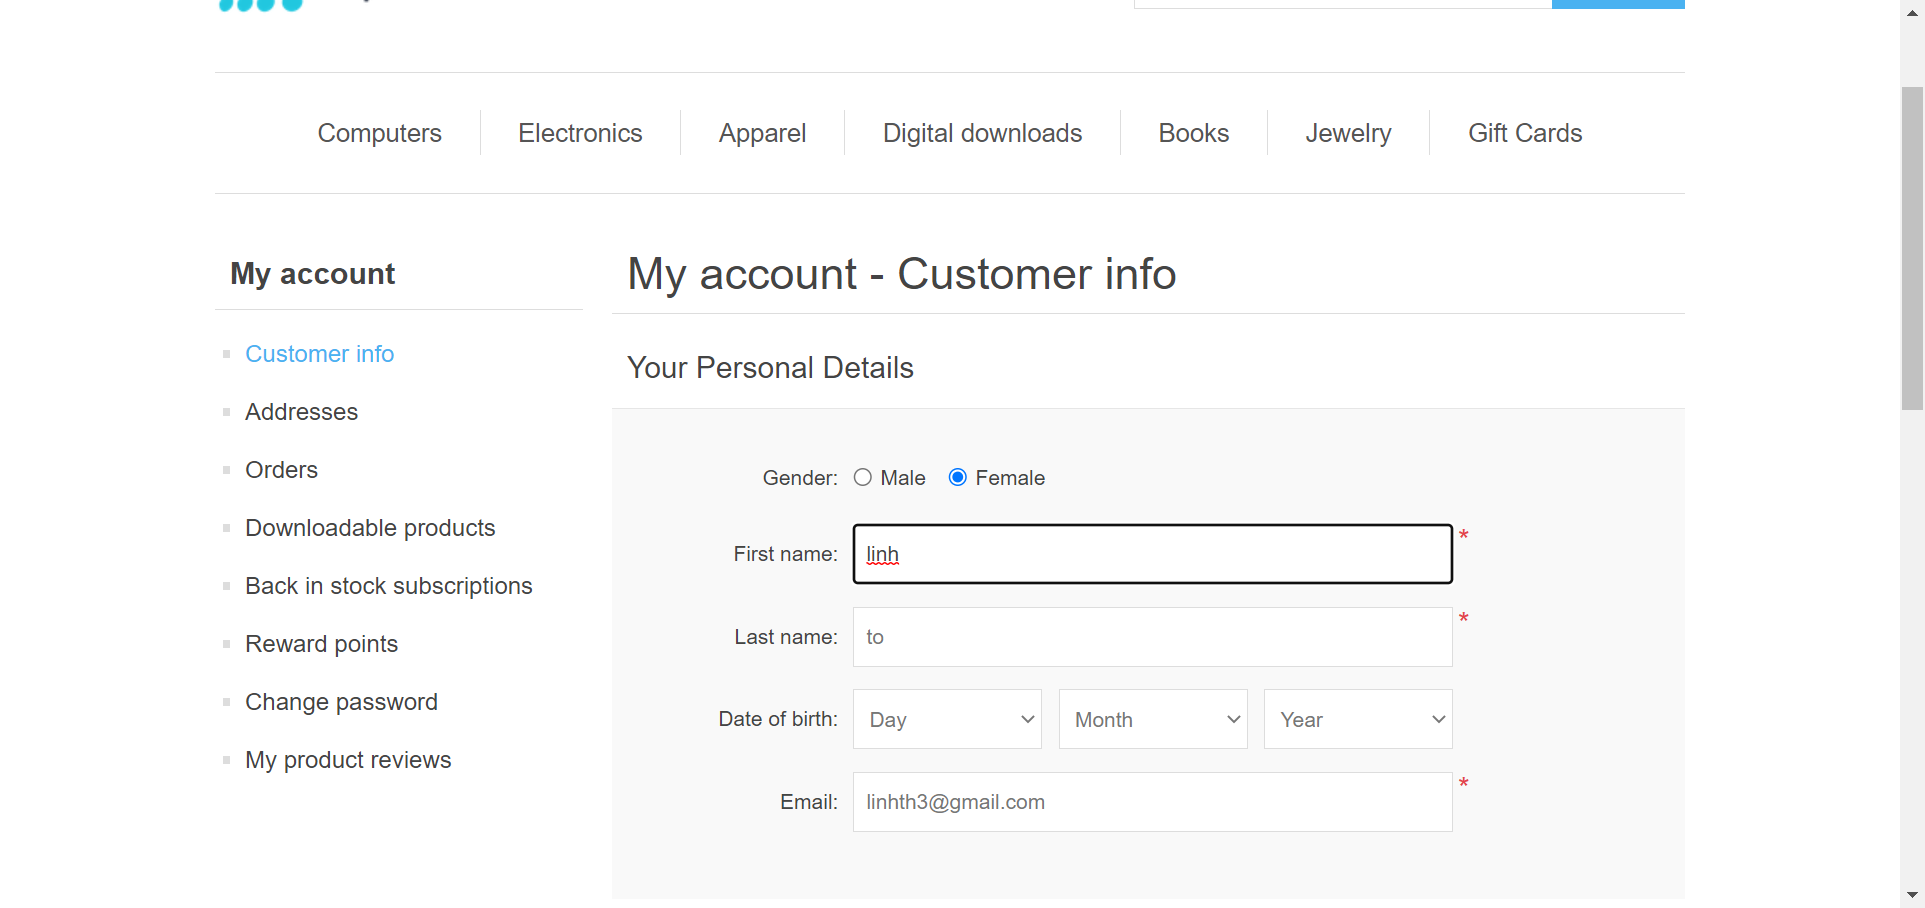 Computers Electronics Apparel Digital downloads Books Jewelry Gift Cards
My account
Customer info
Addresses
Orders
Downloadable products
Back in stock subscriptions
Reward points
Change password
My product reviews
My account - Customer info
Your Personal Details
Gender: Male Female
First name: linh *
Last name: to *
Date of birth: Day Month Year
Email: linhth3@gmail.com *